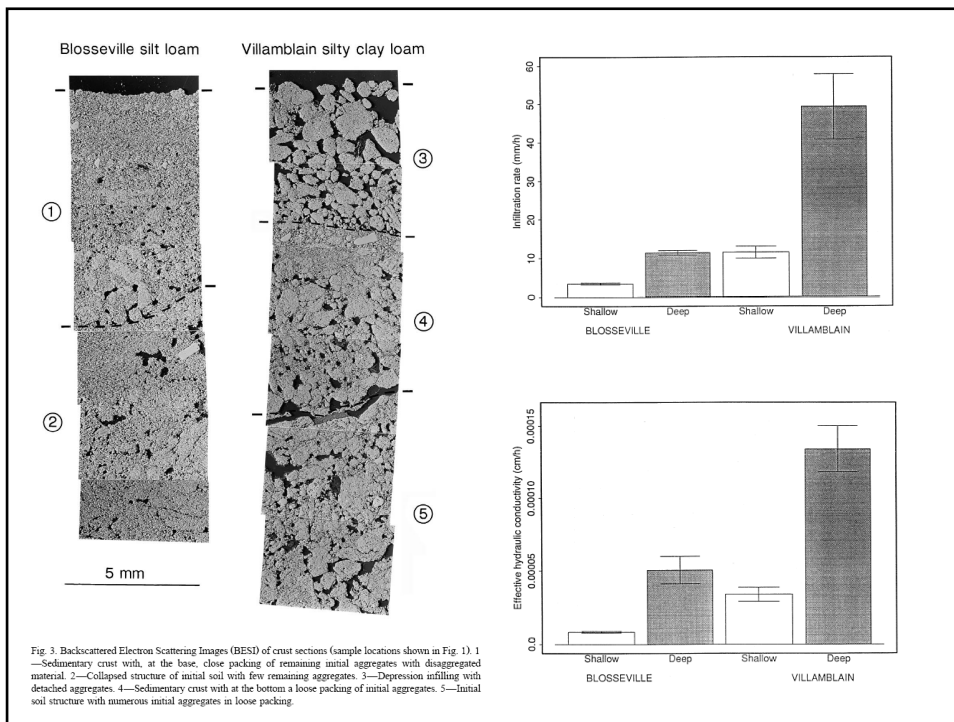 Blosseville silt loam
Villamblain silty clay loam
1
2
3
4
5
5 mm
Fig. 3. Backscattered Electron Scattering Images (BESI) of crust sections (sample locations shown in Fig. 1). 1
—Sedimentary crust with, at the base, close packing of remaining initial aggregates with disaggregated
material. 2—Collapsed structure of initial soil with few remaining aggregates. 3—Depression infilling with
detached aggregates. 4—Sedimentary crust with at the bottom a loose packing of initial aggregates. 5—Initial
soil structure with numerous initial aggregates in loose packing.
Infiltration rate (mm/h)
60
50
40
30
20
10
0
Shallow Deep Shallow Deep
BLOSSEVILLE VILLAMBLAIN
Effective hydraulic conductivity (cm/h)
0.00015
0.00010
0.00005
0.0
Shallow Deep Shallow Deep
BLOSSEVILLE VILLAMBLAIN